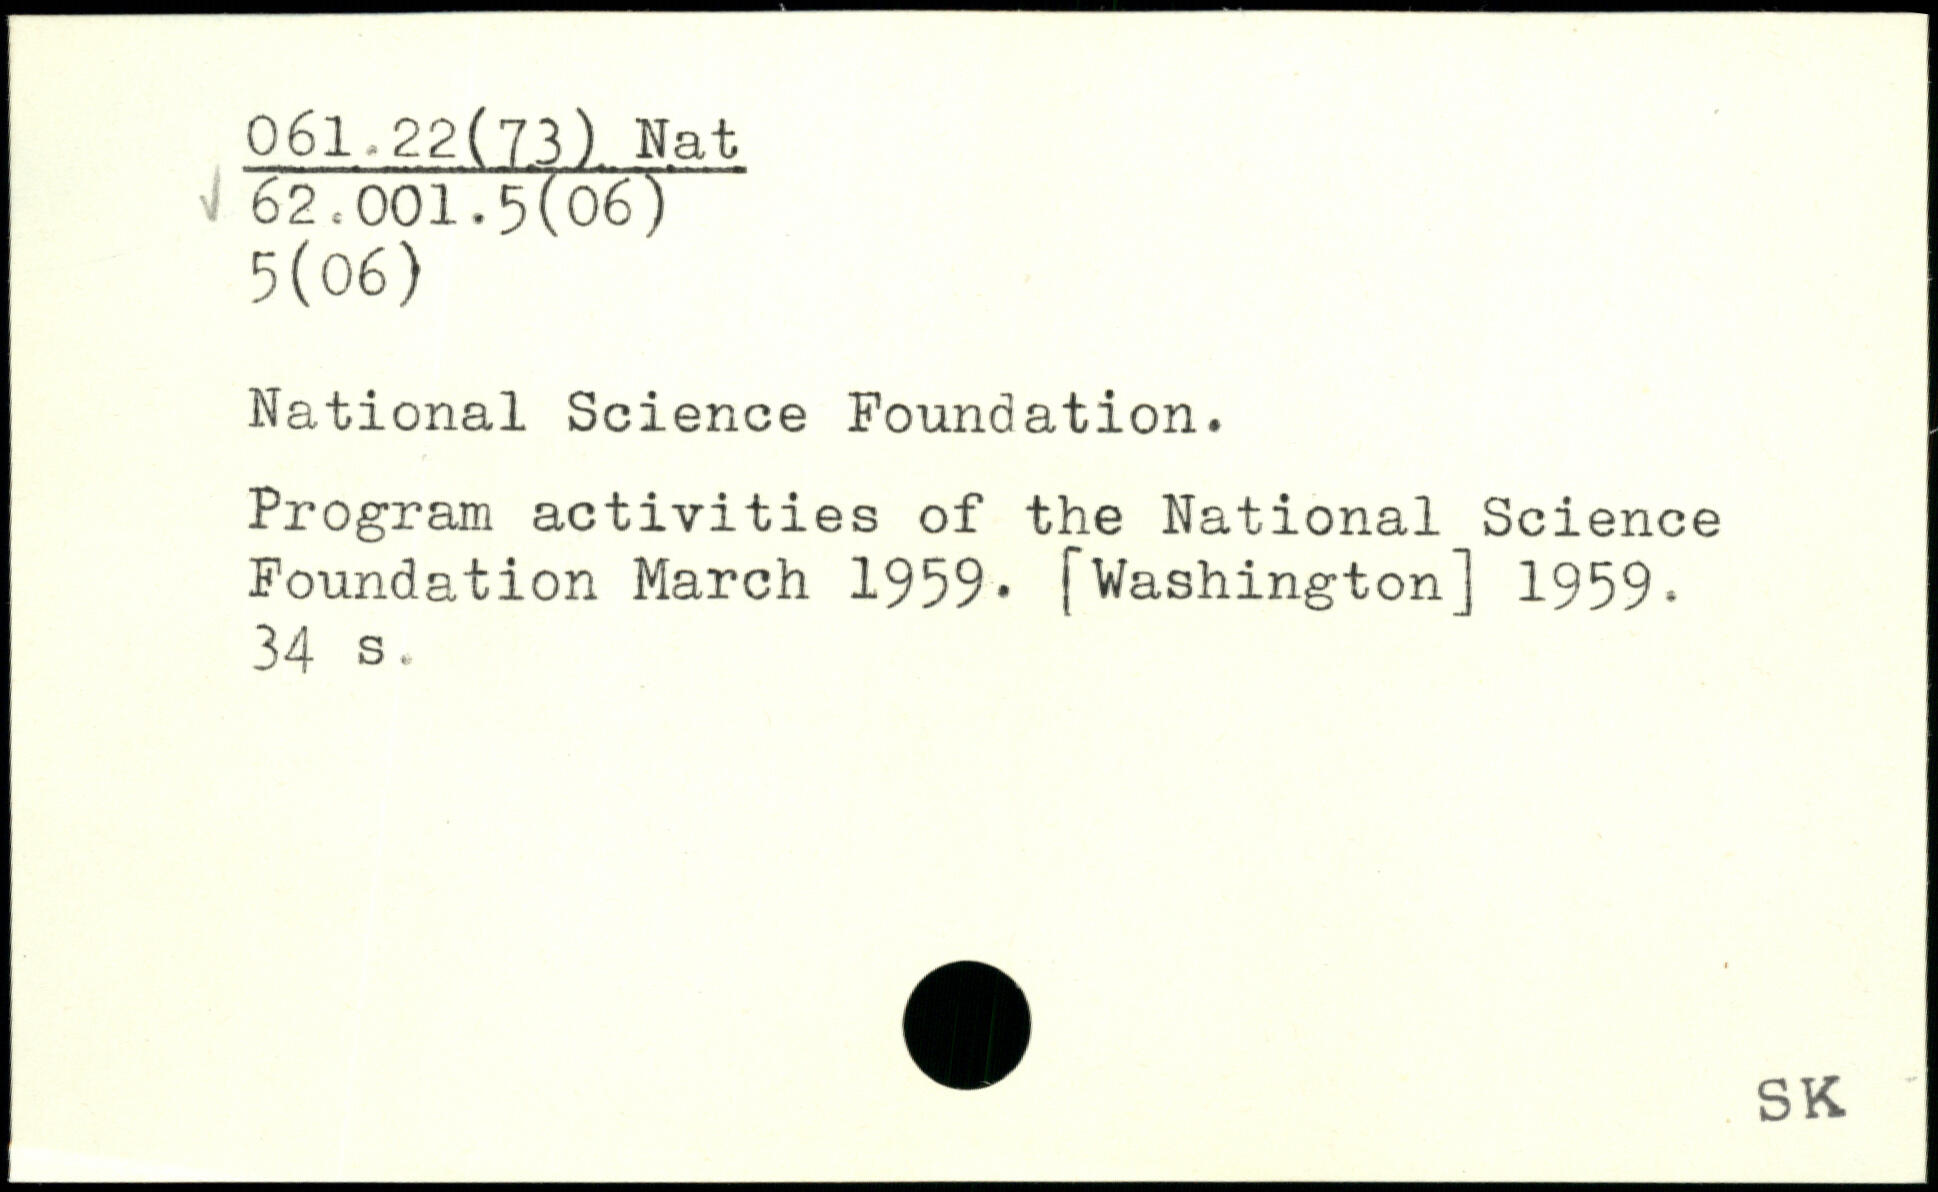 061.22(73) Nat
62.001.5(06)
5(06)
National Science Foundation.
Program activities of the National Science
Foundation March 1959. [Washington] 1959.
34 s.
SK